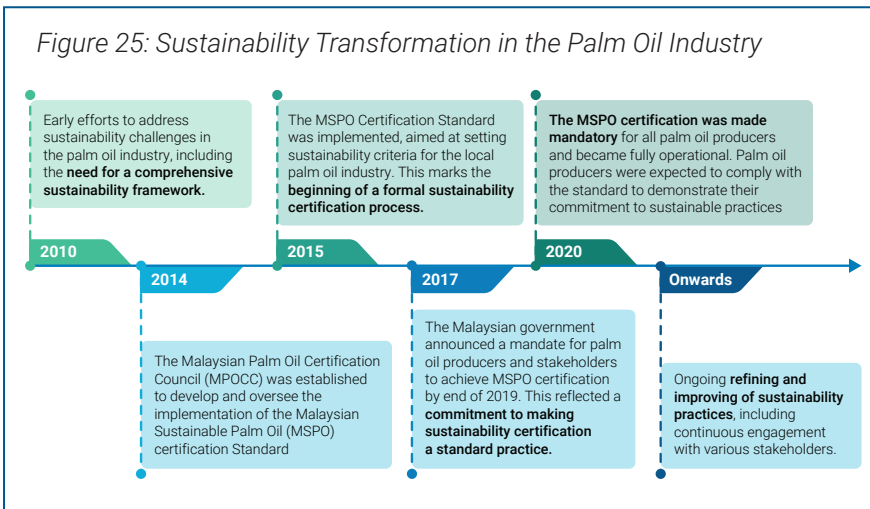 Figure 25: Sustainability Transformation in the Palm Oil Industry
Early efforts to address
sustainability challenges in
the palm oil industry, including
the need for a comprehensive
sustainability framework.
2010
The Malaysian Palm Oil Certification
Council (MPOCC) was established
to develop and oversee the
implementation of the Malaysian
Sustainable Palm Oil (MSPO)
certification Standard
2014
The MSPO Certification Standard
was implemented, aimed at setting
sustainability criteria for the local
palm oil industry. This marks the
beginning of a formal sustainability
certification process.
2015
2017
The Malaysian government
announced a mandate for palm
oil producers and stakeholders
to achieve MSPO certification
by end of 2019. This reflected a
commitment to making
sustainability certification
a standard practice.
The MSPO certification was made
mandatory for all palm oil producers
and became fully operational. Palm oil
producers were expected to comply with
the standard to demonstrate their
commitment to sustainable practices
2020
Onwards
Ongoing refining and
improving of sustainability
practices, including
continuous engagement
with various stakeholders.